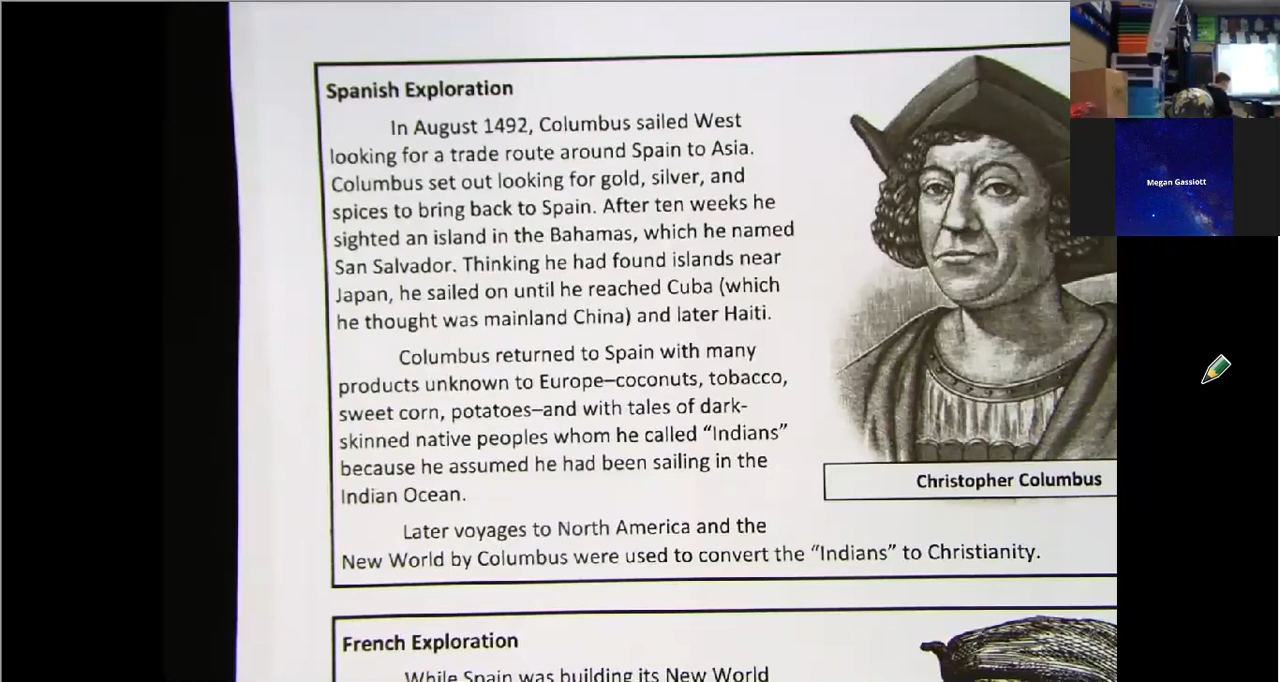 Spanish Exploration
In August 1492, Columbus sailed West
looking for a trade route around Spain to Asia.
Columbus set out looking for gold, silver, and
spices to bring back to Spain. After ten weeks he
sighted an island in the Bahamas, which he named
San Salvador. Thinking he had found islands near
Japan, he sailed on until he reached Cuba (which
he thought was mainland China) and later Haiti.
Columbus returned to Spain with many
products unknown to Europe–coconuts, tobacco,
sweet corn, potatoes–and with tales of dark-
skinned native peoples whom he called “Indians”
because he assumed he had been sailing in the
Indian Ocean.
Later voyages to North America and the
New World by Columbus were used to convert the “Indians” to Christianity.
Christopher Columbus
French Exploration
While Spain was building its New World
Megan Gassiott